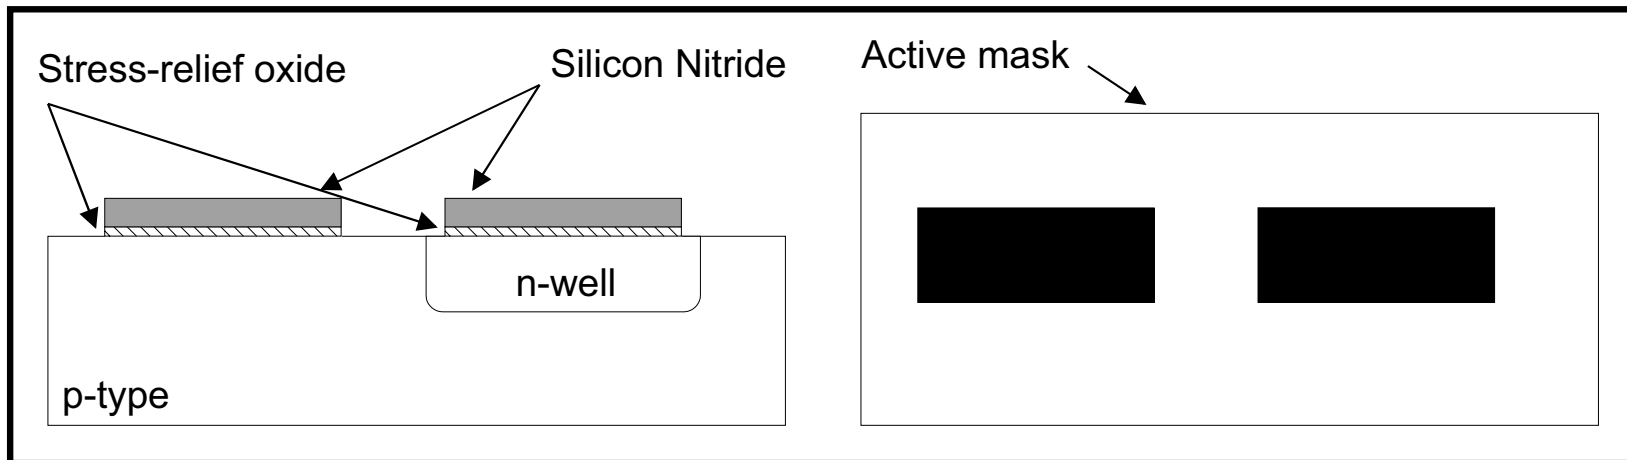 Stress-relief oxide
Silicon Nitride
Active mask
n-well
p-type